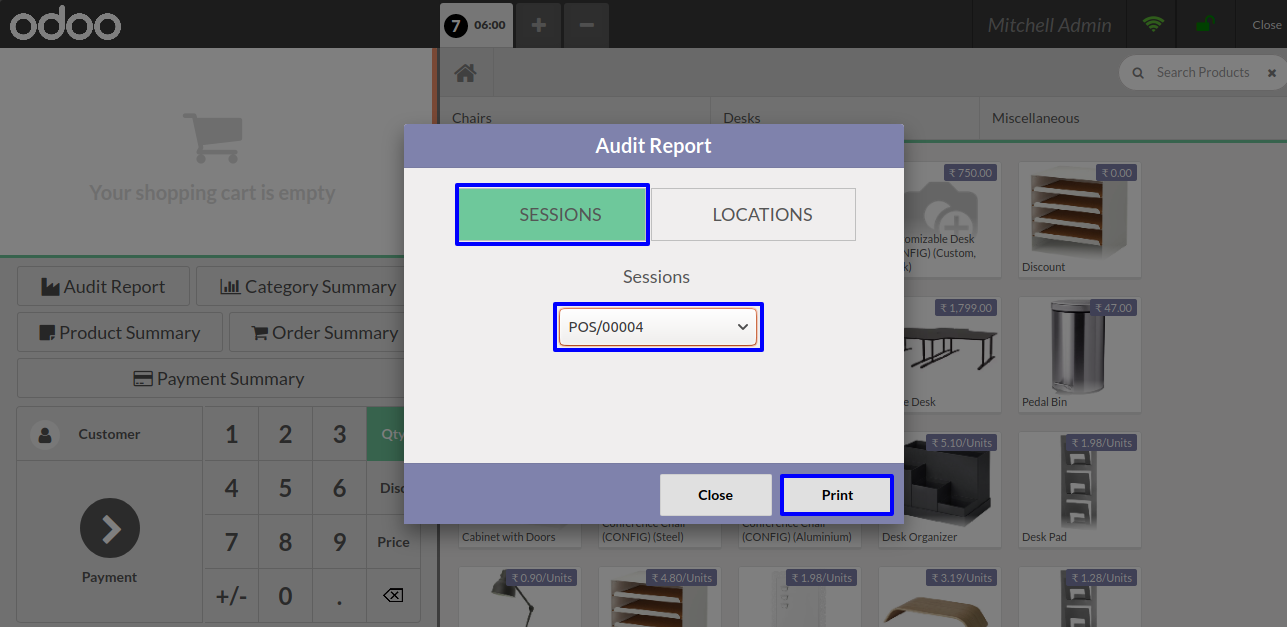 odoo
7 06:00 + −
Mitchell Admin
Close
Search Products ×
Your shopping cart is empty
Chairs
Desks
Miscellaneous
Audit Report
SESSIONS
LOCATIONS
Sessions
POS/00004
Close
Print
Audit Report
Category Summary
Product Summary
Order Summary
Payment Summary
Customer
Payment
1 2 3 Qty
4 5 6 Disc
7 8 9 Price
+/- 0 .
₹ 750.00
omizable Desk
NFIG) (Custom,
k)
₹ 0.00
Discount
₹ 1,799.00
e Desk
₹ 47.00
Pedal Bin
Cabinet with Doors
Conference Chair
(CONFIG) (Steel)
Conference Chair
(CONFIG) (Aluminium)
₹ 5.10/Units
Desk Organizer
₹ 1.98/Units
Desk Pad
₹ 0.90/Units
₹ 4.80/Units
₹ 1.98/Units
₹ 3.19/Units
₹ 1.28/Units